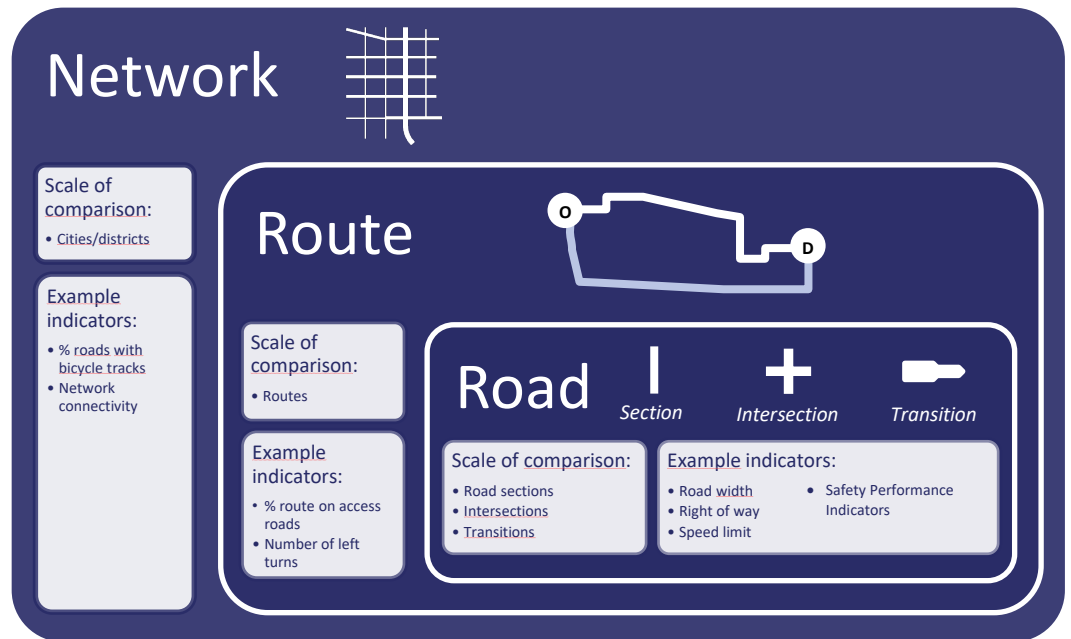 Network
Scale of
comparison:
• Cities/districts
Example
indicators:
• % roads with
bicycle tracks
• Network
connectivity
Route
O
D
Scale of
comparison:
• Routes
Example
indicators:
• % route on access
roads
• Number of left
turns
Road
Section
Intersection
Transition
Scale of comparison:
• Road sections
• Intersections
• Transitions
Example indicators:
• Road width
• Right of way
• Speed limit
• Safety Performance
Indicators